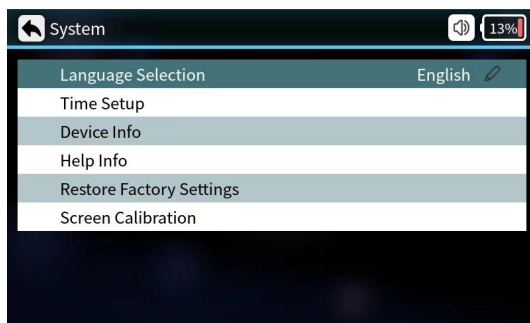 System 13%
Language Selection English
Time Setup
Device Info
Help Info
Restore Factory Settings
Screen Calibration